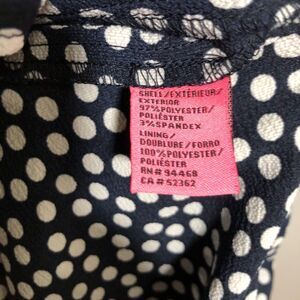 SHELL/EXTÉRIEUR/
EXTERIOR
97%POLYESTER/
POLIÉSTER
3%SPANDEX
LINING/
DOUBLURE/FORRO
100%POLYESTER/
POLIÉSTER
RN# 94468
CA# 52362